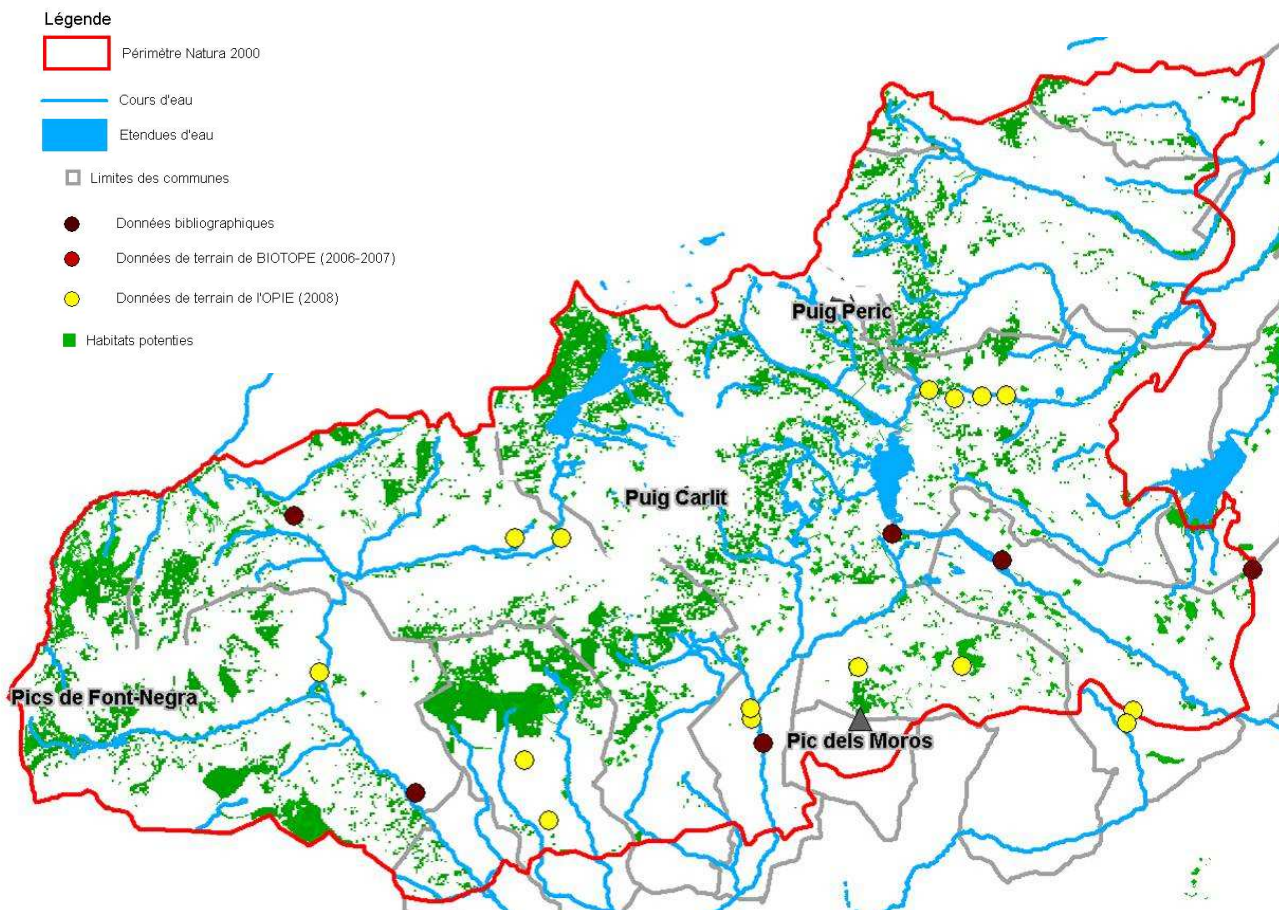 Légende
Périmètre Natura 2000
Cours d'eau
Etendues d'eau
Limites des communes
Données bibliographiques
Données de terrain de BIOTOPE (2006-2007)
Données de terrain de l'OPIE (2008)
Habitats potenties
Puig Peric
Puig Carlit
Pics de Font-Negra
Pic dels Moros